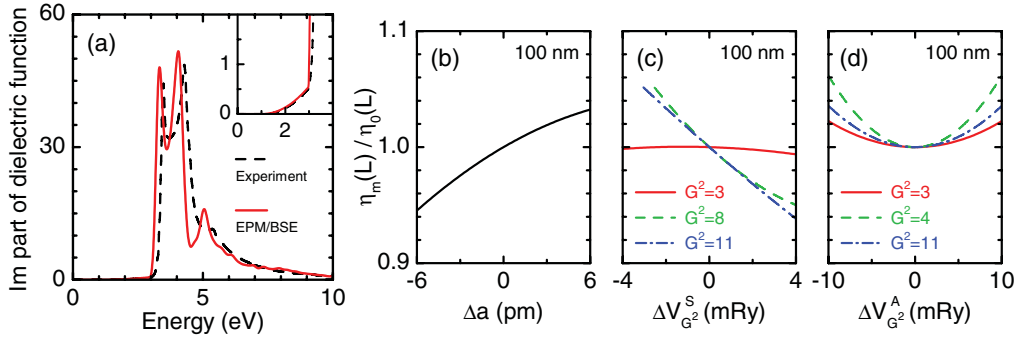 (a)
Im part of dielectric function
60
30
0
0
5
10
Energy (eV)
1
0
0
2
Experiment
EPM/BSE
(b)
100 nm
ηm(L) / η0(L)
1.1
1.0
0.9
-6
0
6
Δa (pm)
(c)
100 nm
G²=3
G²=8
G²=11
-4
0
4
ΔV_G²^S (mRy)
(d)
100 nm
G²=3
G²=4
G²=11
-10
0
10
ΔV_G²^A (mRy)